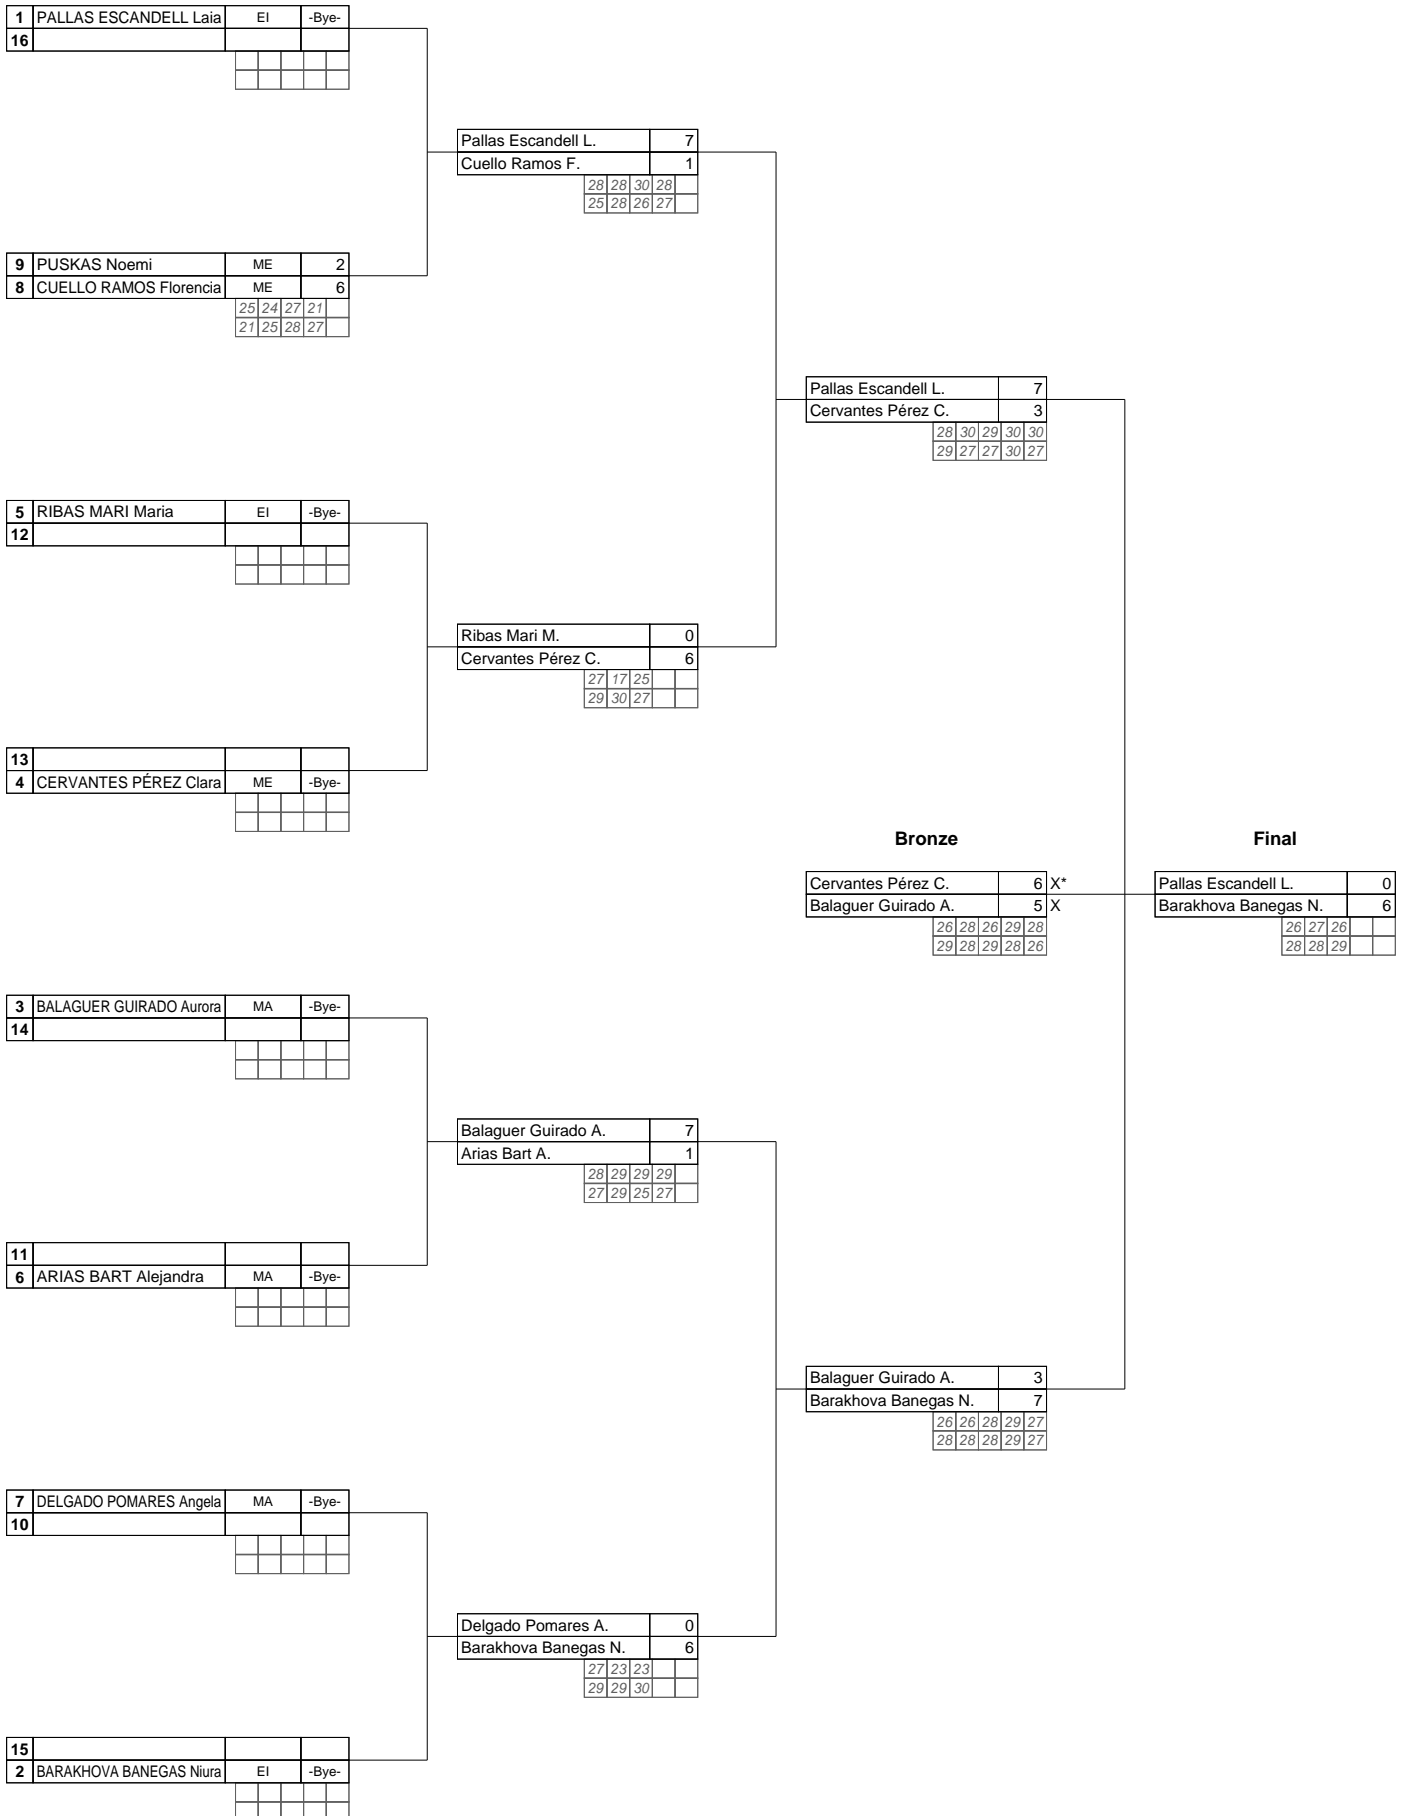 1 PALLAS ESCANDELL Laia EI -Bye-
16
Pallas Escandell L. 7
Cuello Ramos F. 1
28 28 30 28
25 28 26 27
9 PUSKAS Noemi ME 2
8 CUELLO RAMOS Florencia ME 6
25 24 27 21
21 25 28 27
Pallas Escandell L. 7
Cervantes Pérez C. 3
28 30 29 30 30
29 27 27 30 27
5 RIBAS MARI Maria EI -Bye-
12
Ribas Mari M. 0
Cervantes Pérez C. 6
27 17 25
29 30 27
13
4 CERVANTES PÉREZ Clara ME -Bye-
Bronze Final
Cervantes Pérez C. 6 X* Pallas Escandell L. 0
Balaguer Guirado A. 5 X Barakhova Banegas N. 6
26 28 26 29 28 26 27 26
29 28 29 28 26 28 28 29
3 BALAGUER GUIRADO Aurora MA -Bye-
14
Balaguer Guirado A. 7
Arias Bart A. 1
28 29 29 29
27 29 25 27
11
6 ARIAS BART Alejandra MA -Bye-
Balaguer Guirado A. 3
Barakhova Banegas N. 7
26 26 28 29 27
28 28 28 29 27
7 DELGADO POMARES Angela MA -Bye-
10
Delgado Pomares A. 0
Barakhova Banegas N. 6
27 23 23
29 29 30
15
2 BARAKHOVA BANEGAS Niura EI -Bye-